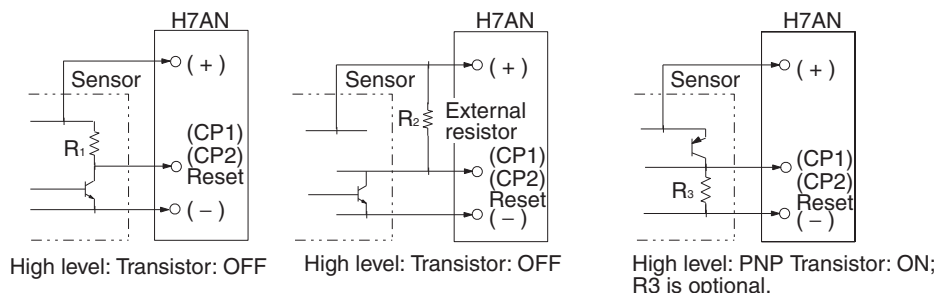 H7AN
Sensor
( + )
R1
(CP1)
(CP2)
Reset
( − )
High level: Transistor: OFF
H7AN
Sensor
( + )
R2
External
resistor
(CP1)
(CP2)
Reset
( − )
High level: Transistor: OFF
H7AN
Sensor
( + )
R3
(CP1)
(CP2)
Reset
( − )
High level: PNP Transistor: ON;
R3 is optional.